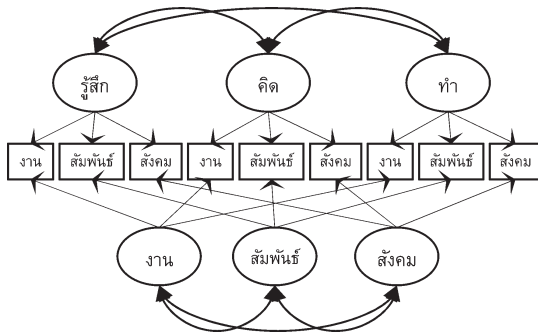 รู้สึก คิด ทำ
งาน สัมพันธ์ สังคม งาน สัมพันธ์ สังคม งาน สัมพันธ์ สังคม
งาน สัมพันธ์ สังคม